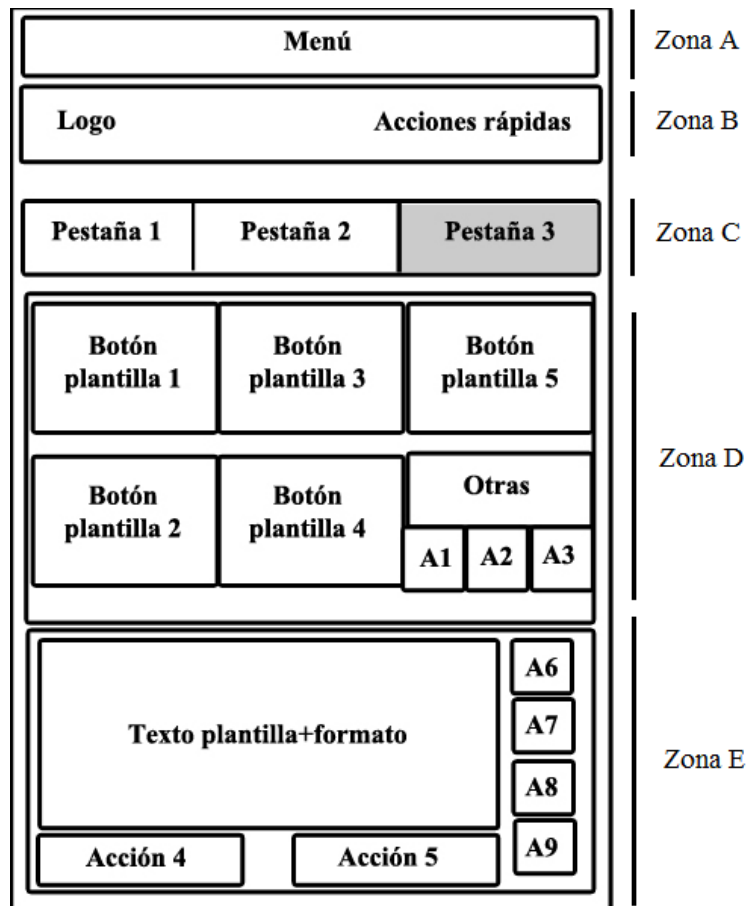 Menú
Zona A
Logo
Acciones rápidas
Zona B
Pestaña 1
Pestaña 2
Pestaña 3
Zona C
Botón
plantilla 1
Botón
plantilla 3
Botón
plantilla 5
Botón
plantilla 2
Botón
plantilla 4
Otras
A1
A2
A3
Zona D
Texto plantilla+formato
A6
A7
A8
A9
Acción 4
Acción 5
Zona E